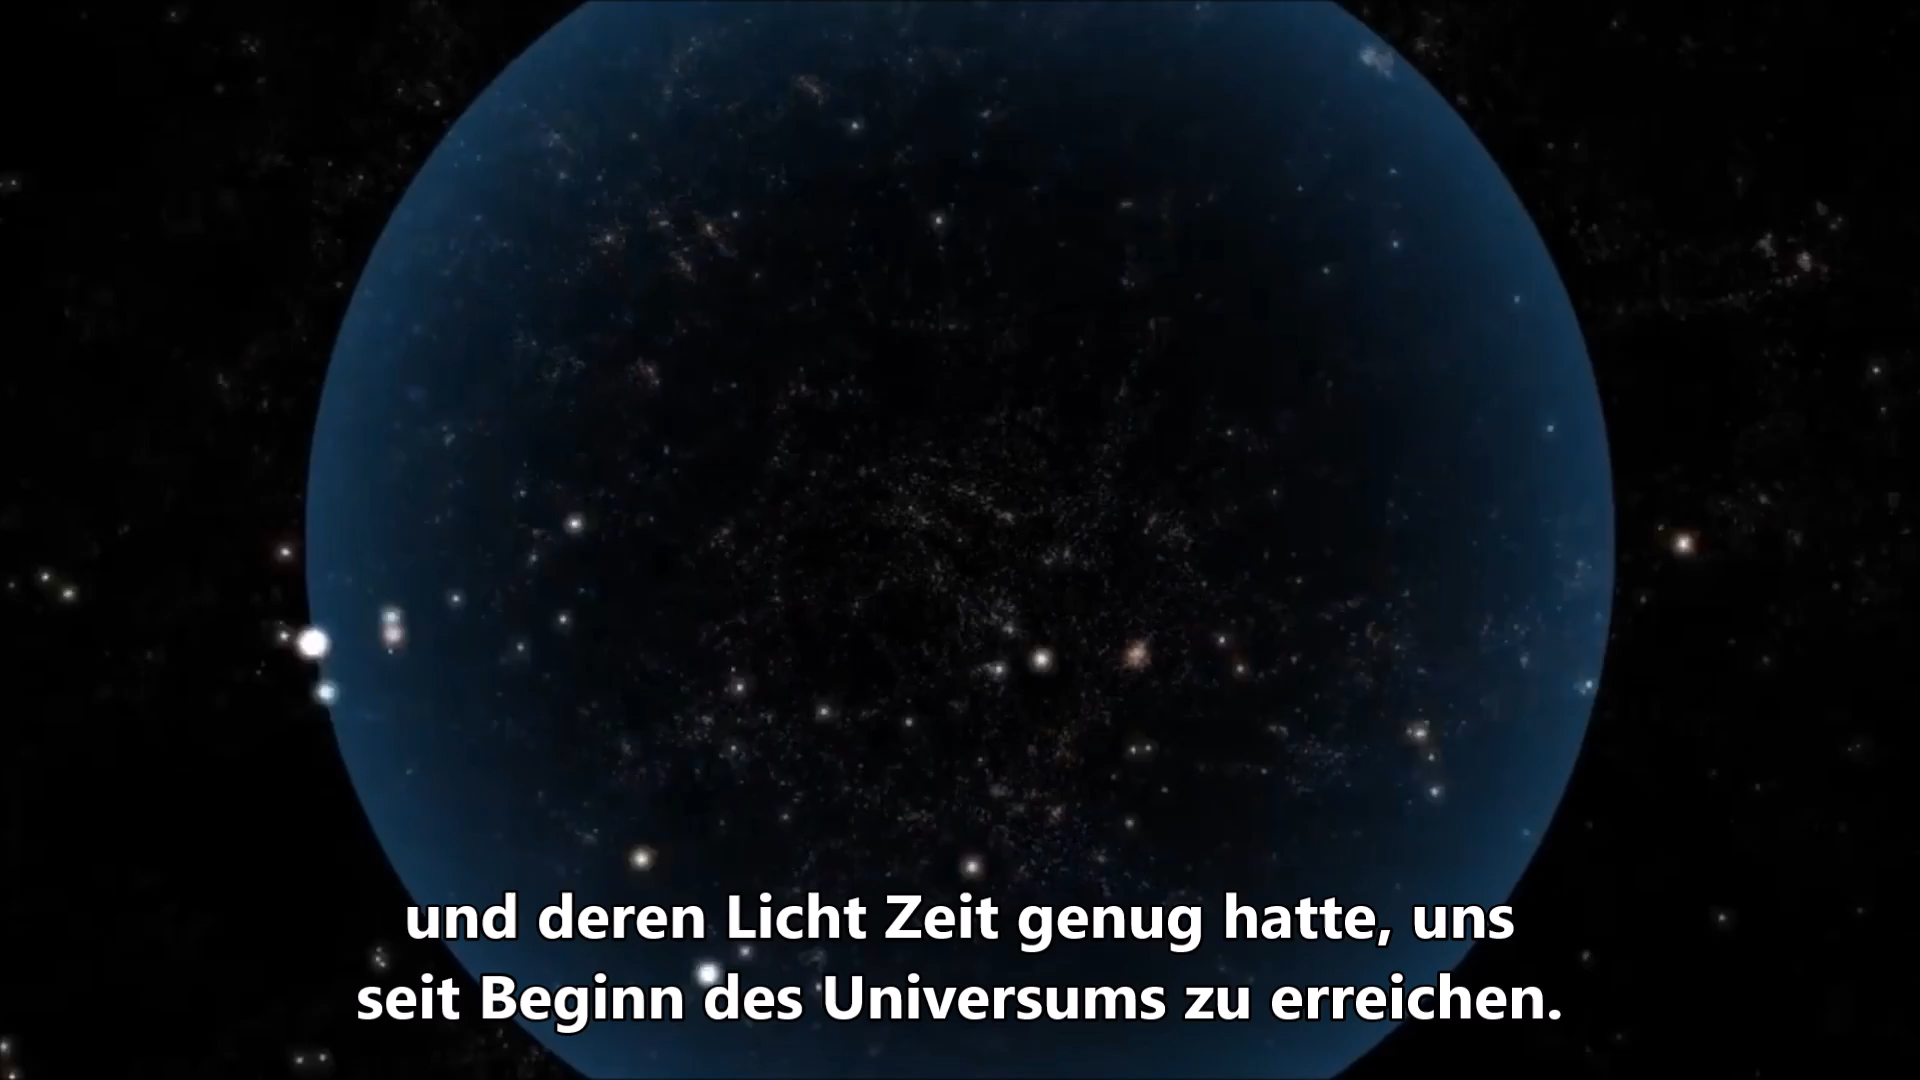 und deren Licht Zeit genug hatte, uns
seit Beginn des Universums zu erreichen.